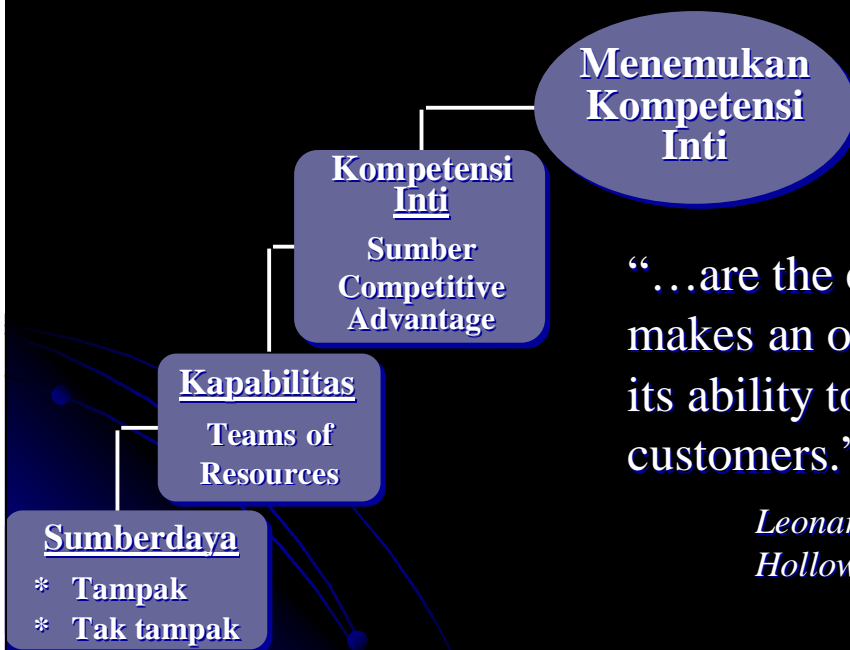 Menemukan
Kompetensi
Inti
Kompetensi
Inti
Sumber
Competitive
Advantage
Kapabilitas
Teams of
Resources
Sumberdaya
* Tampak
* Tak tampak
“…are the
makes an
its ability
customers.”